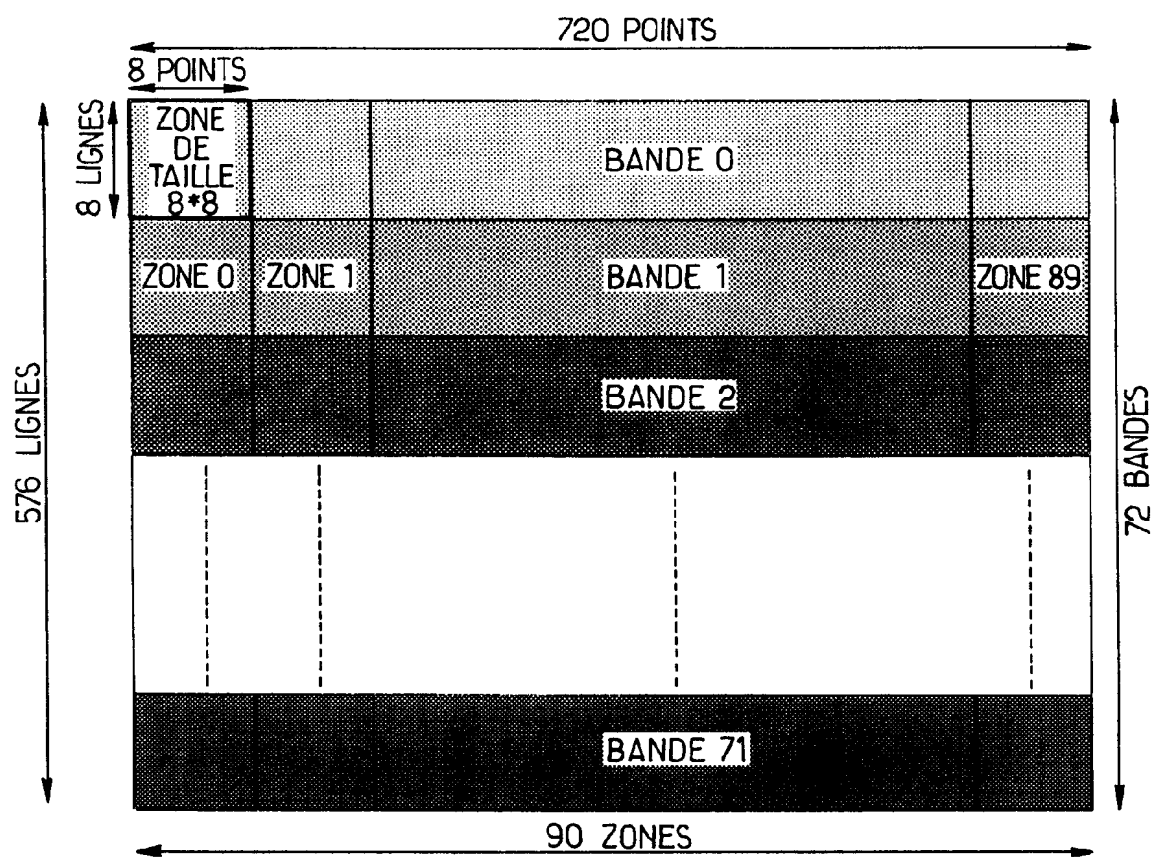 720 POINTS
8 POINTS
8 LIGNES
ZONE
DE
TAILLE
8*8
BANDE 0
ZONE 0
ZONE 1
BANDE 1
ZONE 89
BANDE 2
576 LIGNES
72 BANDES
BANDE 71
90 ZONES